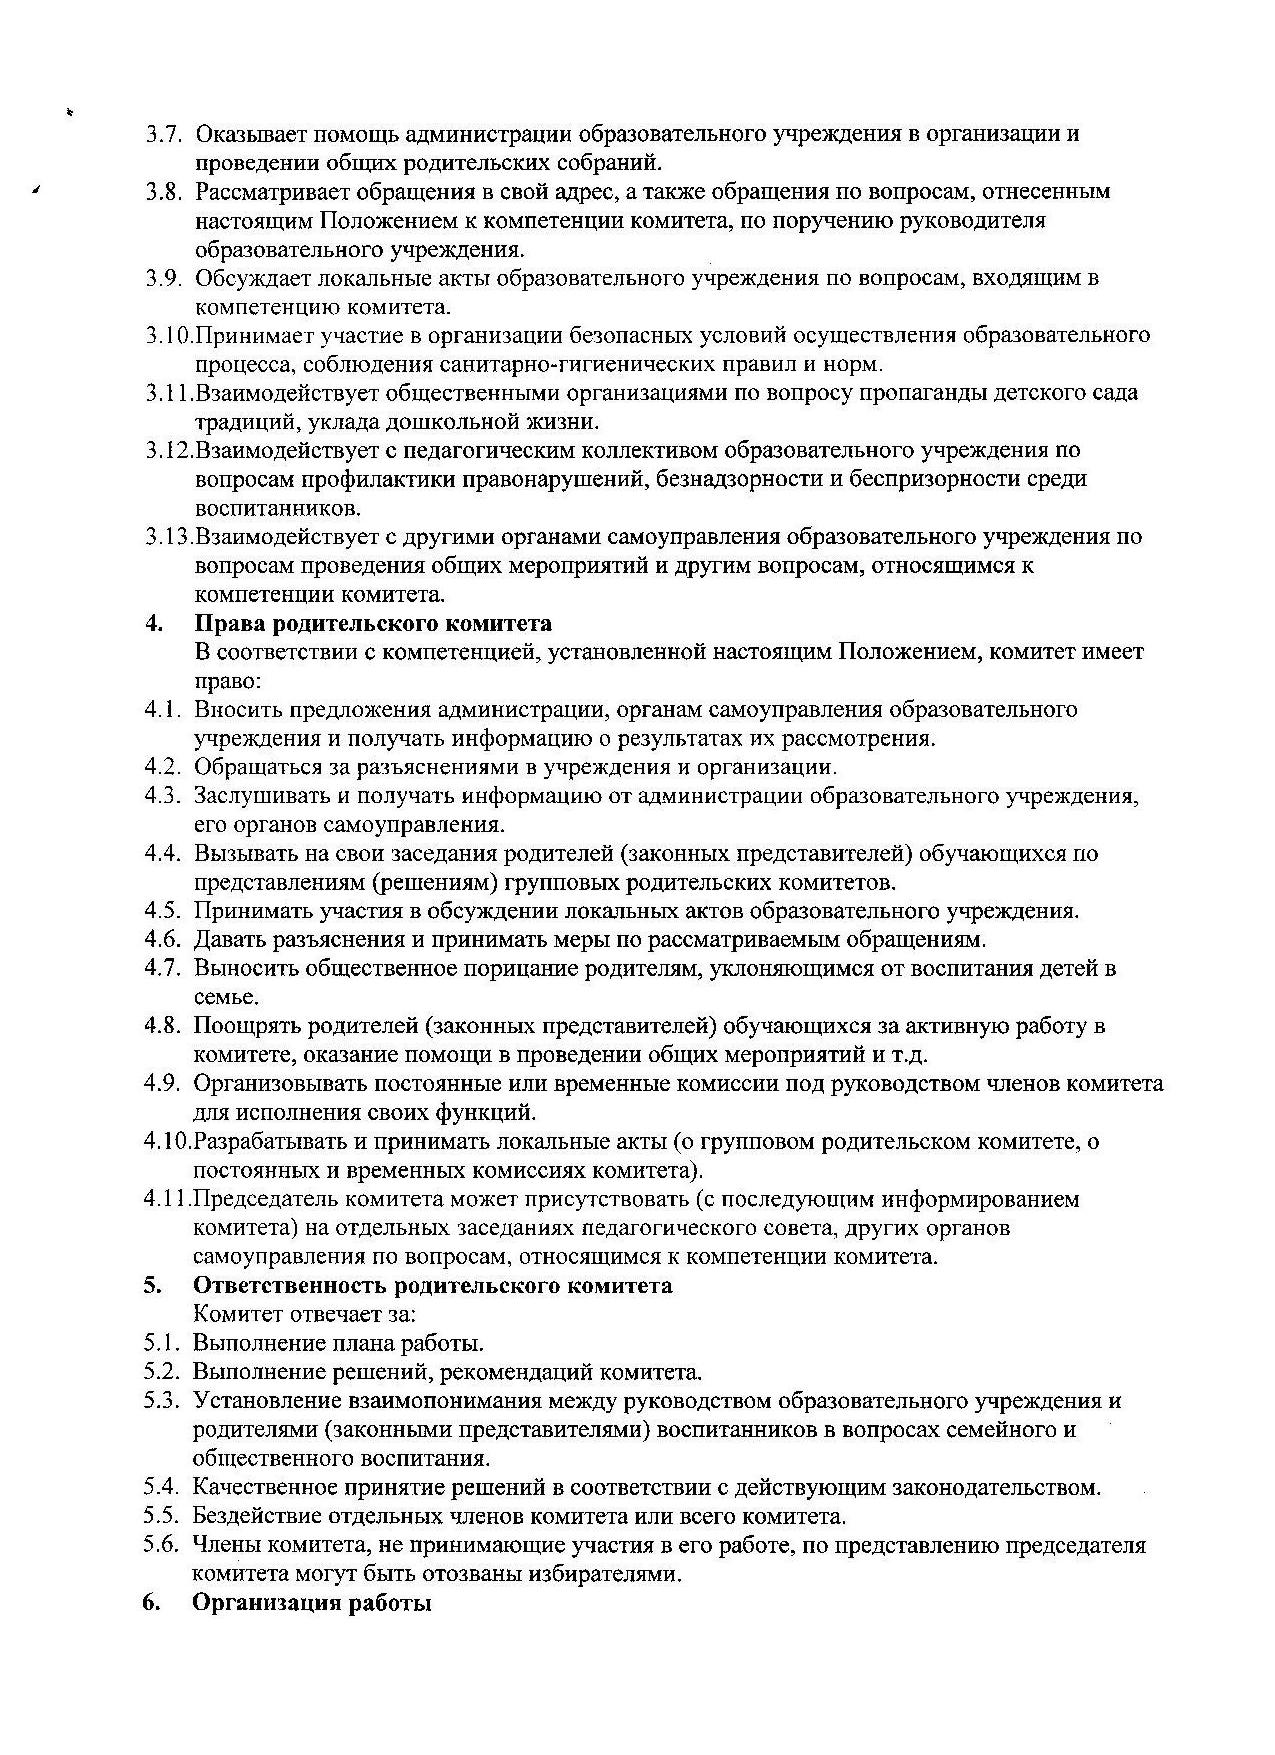 3.7. Оказывает помощь администрации образовательного учреждения в организации и
проведении общих родительских собраний.
3.8. Рассматривает обращения в свой адрес, а также обращения по вопросам, отнесенным
настоящим Положением к компетенции комитета, по поручению руководителя
образовательного учреждения.
3.9. Обсуждает локальные акты образовательного учреждения по вопросам, входящим в
компетенцию комитета.
3.10.Принимает участие в организации безопасных условий осуществления образовательного
процесса, соблюдения санитарно-гигиенических правил и норм.
3.11.Взаимодействует общественными организациями по вопросу пропаганды детского сада
традиций, уклада дошкольной жизни.
3.12.Взаимодействует с педагогическим коллективом образовательного учреждения по
вопросам профилактики правонарушений, безнадзорности и беспризорности среди
воспитанников.
3.13.Взаимодействует с другими органами самоуправления образовательного учреждения по
вопросам проведения общих мероприятий и другим вопросам, относящимся к
компетенции комитета.
4. Права родительского комитета
В соответствии с компетенцией, установленной настоящим Положением, комитет имеет
право:
4.1. Вносить предложения администрации, органам самоуправления образовательного
учреждения и получать информацию о результатах их рассмотрения.
4.2. Обращаться за разъяснениями в учреждения и организации.
4.3. Заслушивать и получать информацию от администрации образовательного учреждения,
его органов самоуправления.
4.4. Вызывать на свои заседания родителей (законных представителей) обучающихся по
представлениям (решениям) групповых родительских комитетов.
4.5. Принимать участия в обсуждении локальных актов образовательного учреждения.
4.6. Давать разъяснения и принимать меры по рассматриваемым обращениям.
4.7. Выносить общественное порицание родителям, уклоняющимся от воспитания детей в
семье.
4.8. Поощрять родителей (законных представителей) обучающихся за активную работу в
комитете, оказание помощи в проведении общих мероприятий и т.д.
4.9. Организовывать постоянные или временные комиссии под руководством членов комитета
для исполнения своих функций.
4.10.Разрабатывать и принимать локальные акты (о групповом родительском комитете, о
постоянных и временных комиссиях комитета).
4.11.Председатель комитета может присутствовать (с последующим информированием
комитета) на отдельных заседаниях педагогического совета, других органов
самоуправления по вопросам, относящимся к компетенции комитета.
5. Ответственность родительского комитета
Комитет отвечает за:
5.1. Выполнение плана работы.
5.2. Выполнение решений, рекомендаций комитета.
5.3. Установление взаимопонимания между руководством образовательного учреждения и
родителями (законными представителями) воспитанников в вопросах семейного и
общественного воспитания.
5.4. Качественное принятие решений в соответствии с действующим законодательством.
5.5. Бездействие отдельных членов комитета или всего комитета.
5.6. Члены комитета, не принимающие участия в его работе, по представлению председателя
комитета могут быть отозваны избирателями.
6. Организация работы